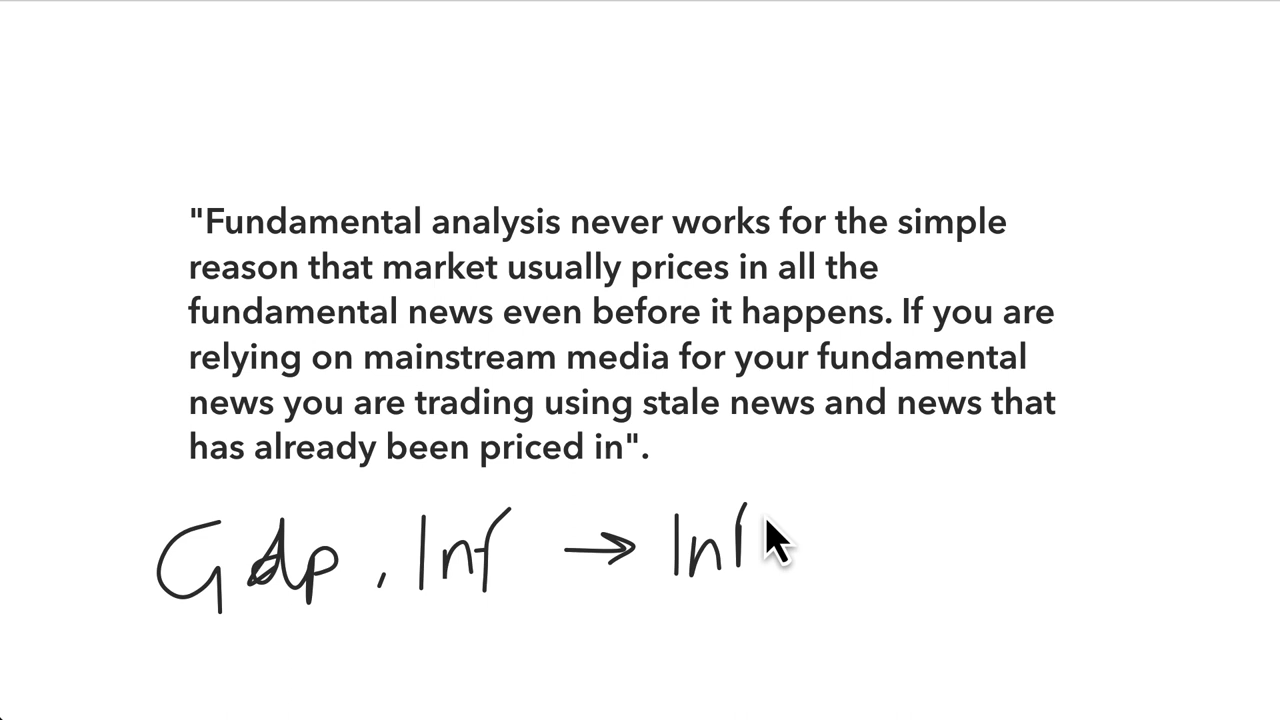 "Fundamental analysis never works for the simple
reason that market usually prices in all the
fundamental news even before it happens. If you are
relying on mainstream media for your fundamental
news you are trading using stale news and news that
has already been priced in".
Gdp, Inf →